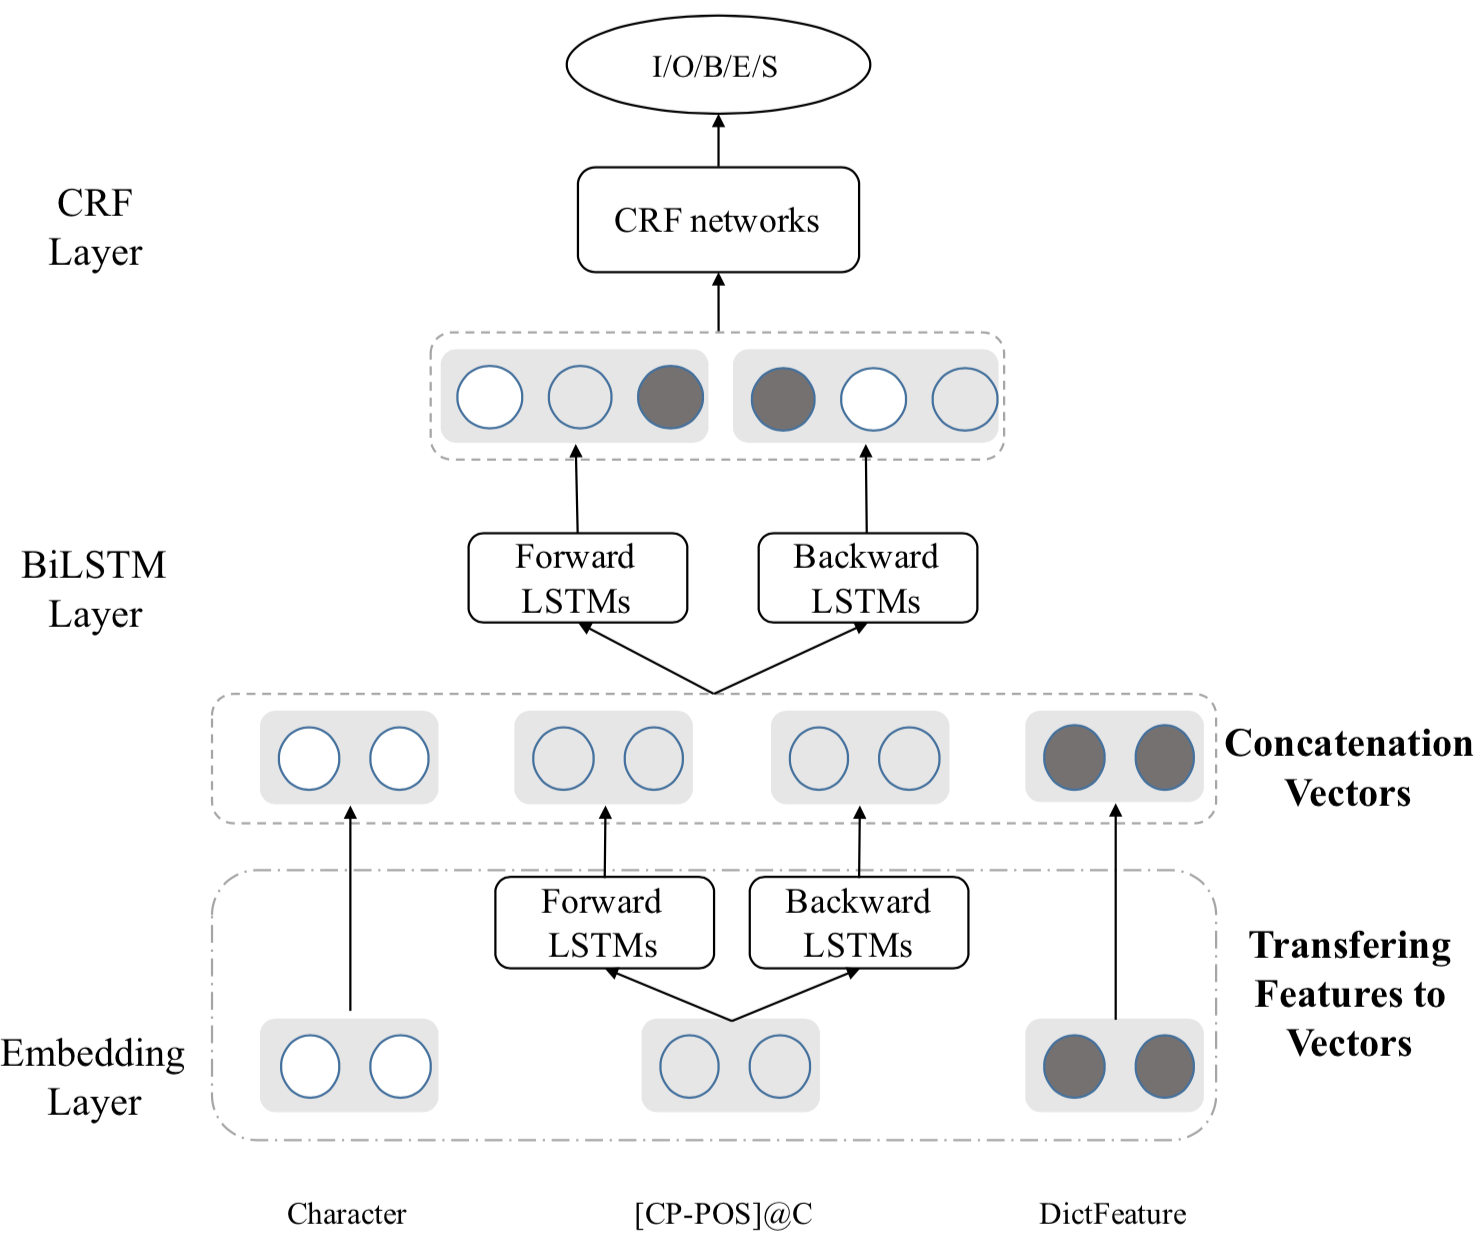 I/O/B/E/S
CRF
Layer
CRF networks
BiLSTM
Layer
Forward
LSTMs
Backward
LSTMs
Concatenation
Vectors
Forward
LSTMs
Backward
LSTMs
Transfering
Features to
Vectors
Embedding
Layer
Character
[CP-POS]@C
DictFeature